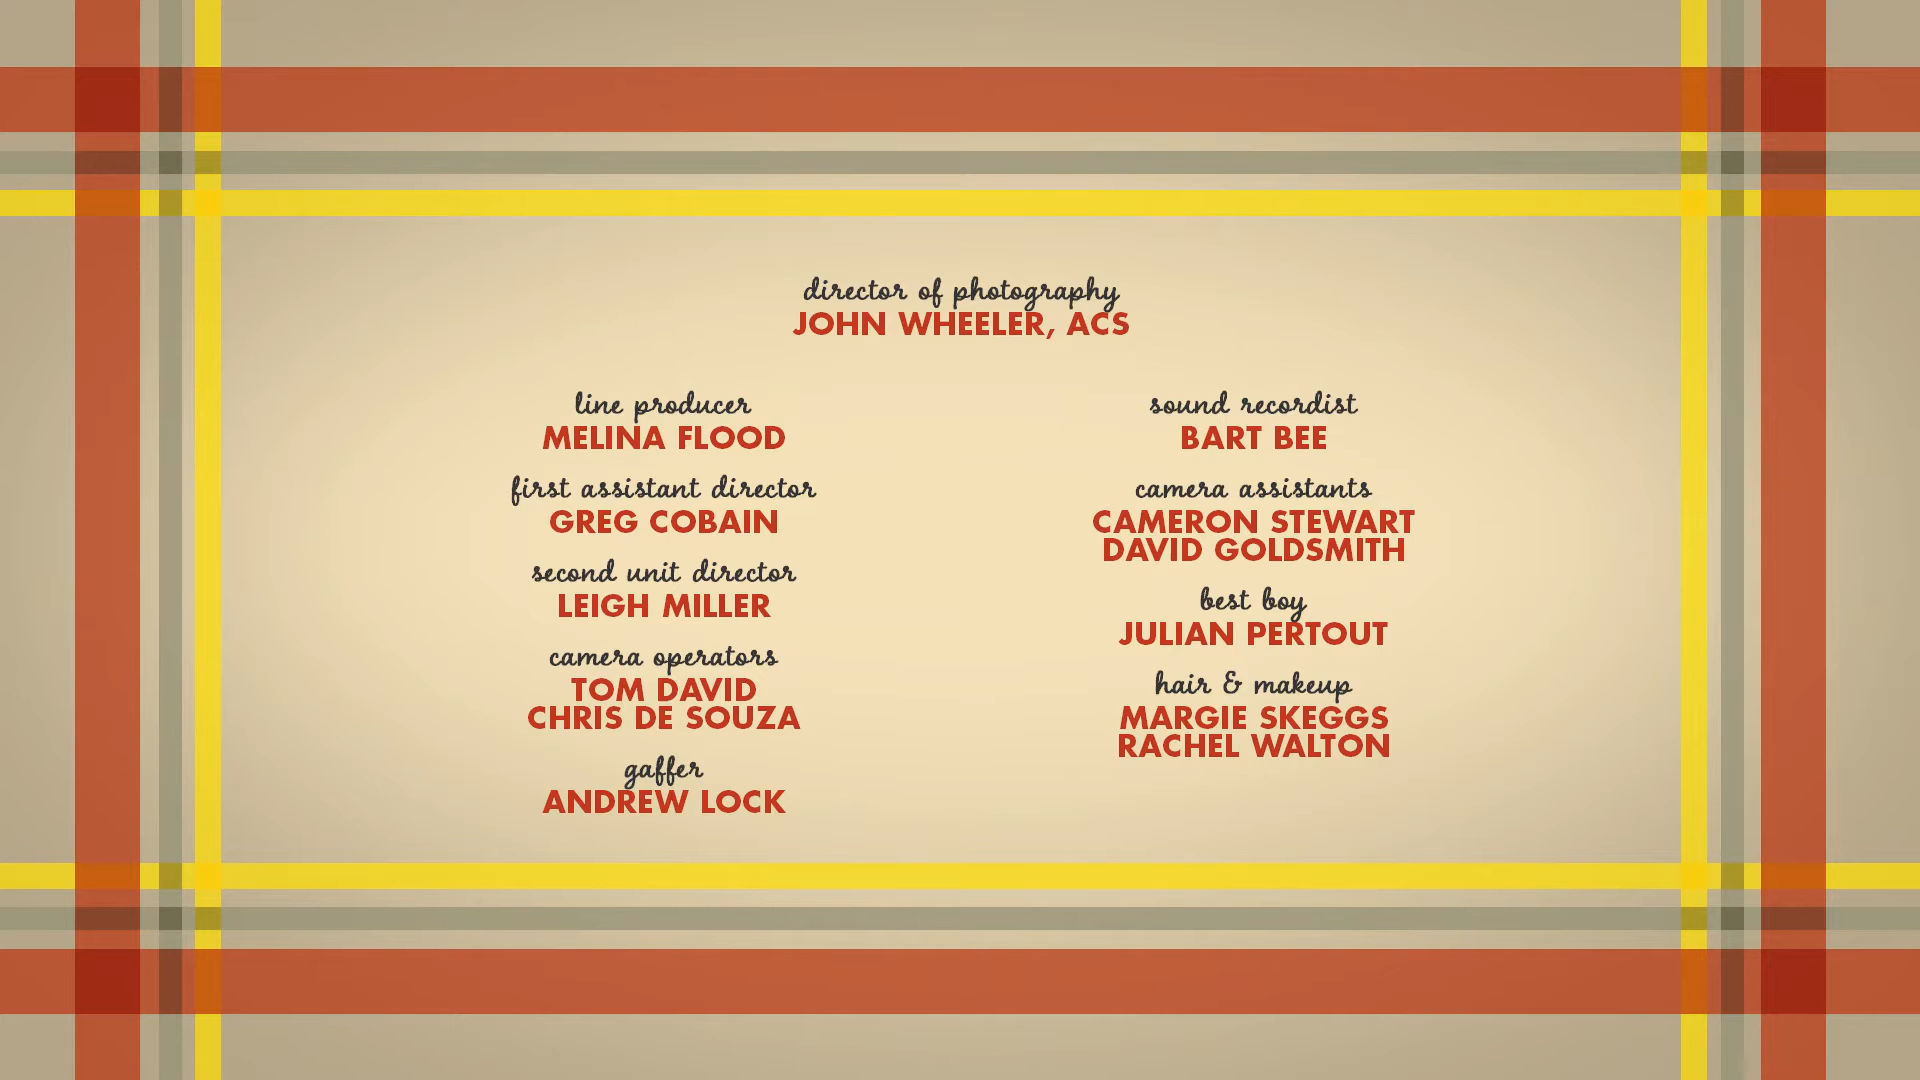 director of photography
JOHN WHEELER, ACS
line producer
MELINA FLOOD
first assistant director
GREG COBAIN
second unit director
LEIGH MILLER
camera operators
TOM DAVID
CHRIS DE SOUZA
gaffer
ANDREW LOCK
sound recordist
BART BEE
camera assistants
CAMERON STEWART
DAVID GOLDSMITH
best boy
JULIAN PERTOUT
hair & makeup
MARGIE SKEGGS
RACHEL WALTON